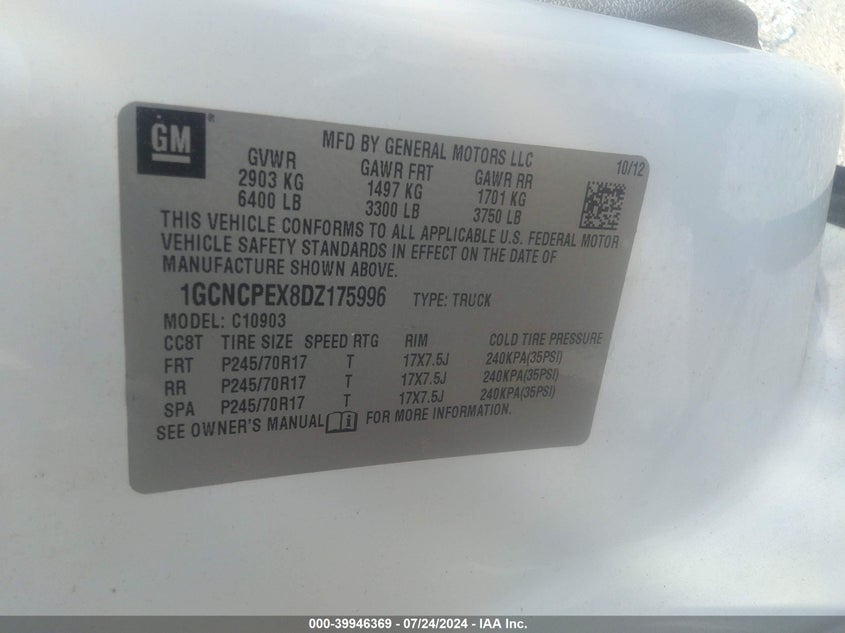 GM ®
MFD BY GENERAL MOTORS LLC 10/12
GVWR GAWR FRT GAWR RR
2903 KG 1497 KG 1701 KG
6400 LB 3300 LB 3750 LB
THIS VEHICLE CONFORMS TO ALL APPLICABLE U.S. FEDERAL MOTOR
VEHICLE SAFETY STANDARDS IN EFFECT ON THE DATE OF
MANUFACTURE SHOWN ABOVE.
1GCNCPEX8DZ175996 TYPE: TRUCK
MODEL: C10903
CC8T TIRE SIZE SPEED RTG RIM COLD TIRE PRESSURE
FRT P245/70R17 T 17X7.5J 240KPA(35PSI)
RR P245/70R17 T 17X7.5J 240KPA(35PSI)
SPA P245/70R17 T 17X7.5J 240KPA(35PSI)
SEE OWNER'S MANUAL i FOR MORE INFORMATION.
000-39946369 | 07/24/2024 - IAA Inc.